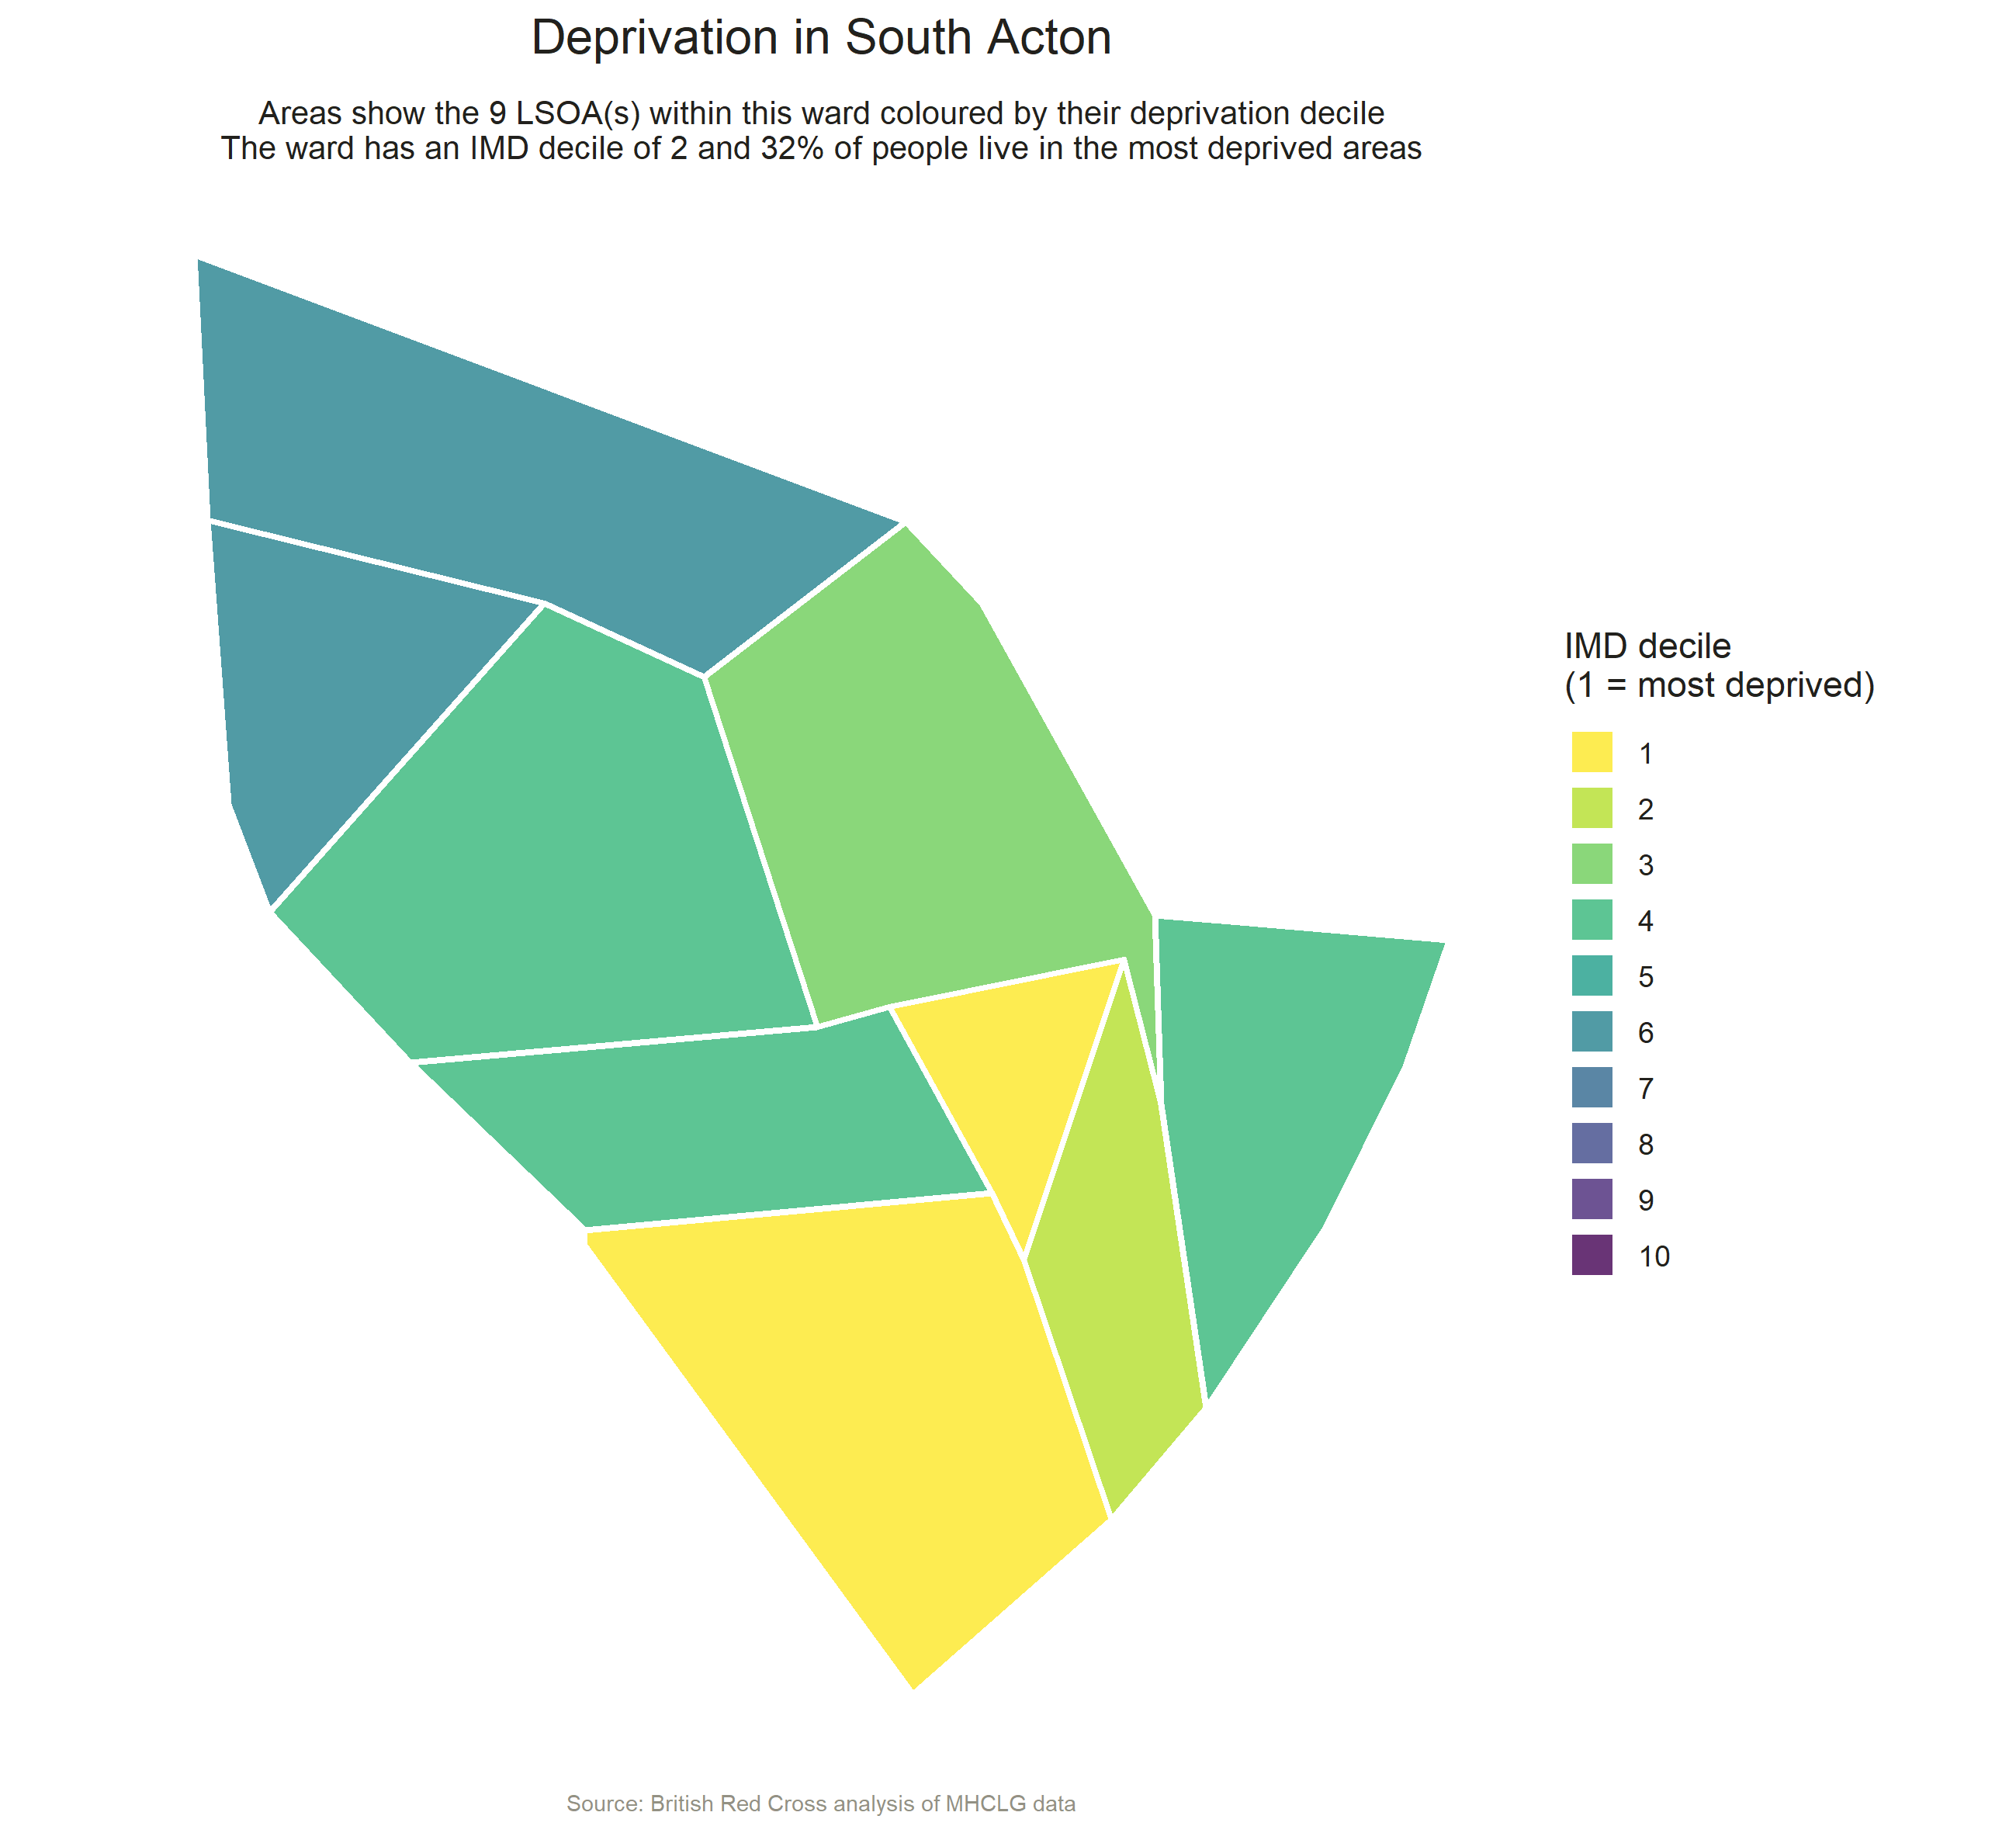 Deprivation in South Acton
Areas show the 9 LSOA(s) within this ward coloured by their deprivation decile
The ward has an IMD decile of 2 and 32% of people live in the most deprived areas
IMD decile
(1 = most deprived)
1
2
3
4
5
6
7
8
9
10
Source: British Red Cross analysis of MHCLG data